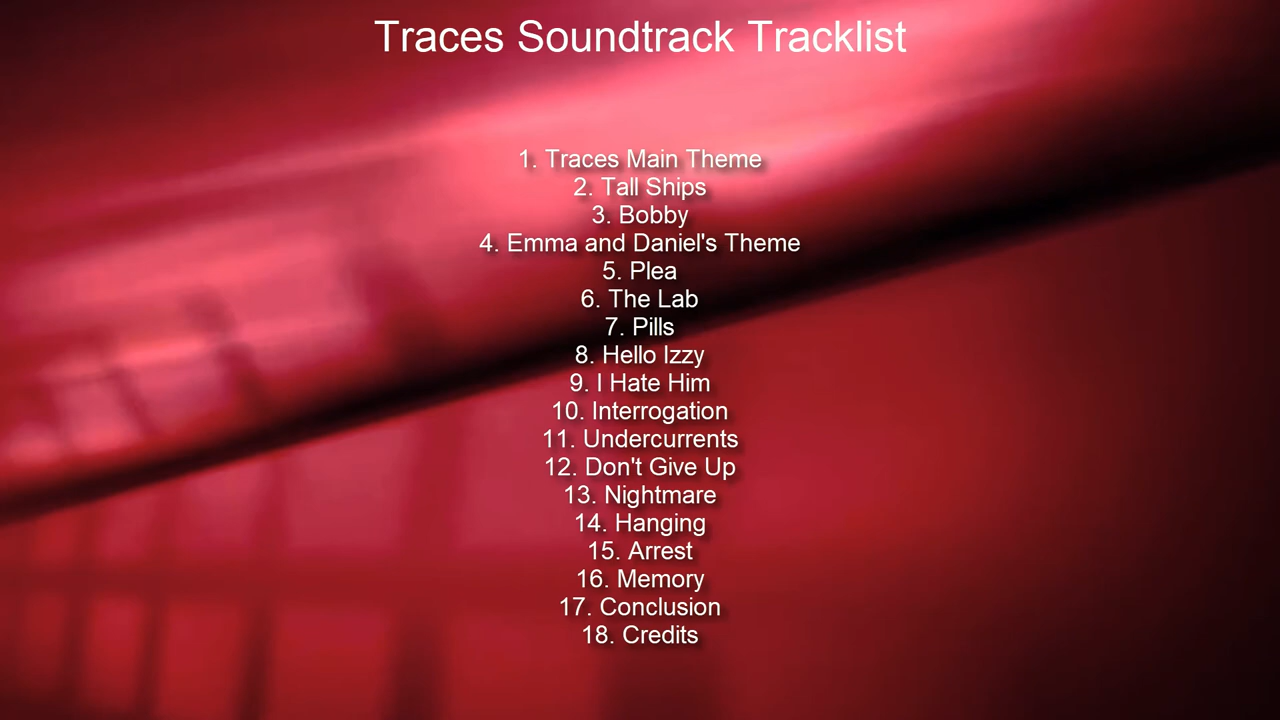 Traces Soundtrack Tracklist
1. Traces Main Theme
2. Tall Ships
3. Bobby
4. Emma and Daniel's Theme
5. Plea
6. The Lab
7. Pills
8. Hello Izzy
9. I Hate Him
10. Interrogation
11. Undercurrents
12. Don't Give Up
13. Nightmare
14. Hanging
15. Arrest
16. Memory
17. Conclusion
18. Credits